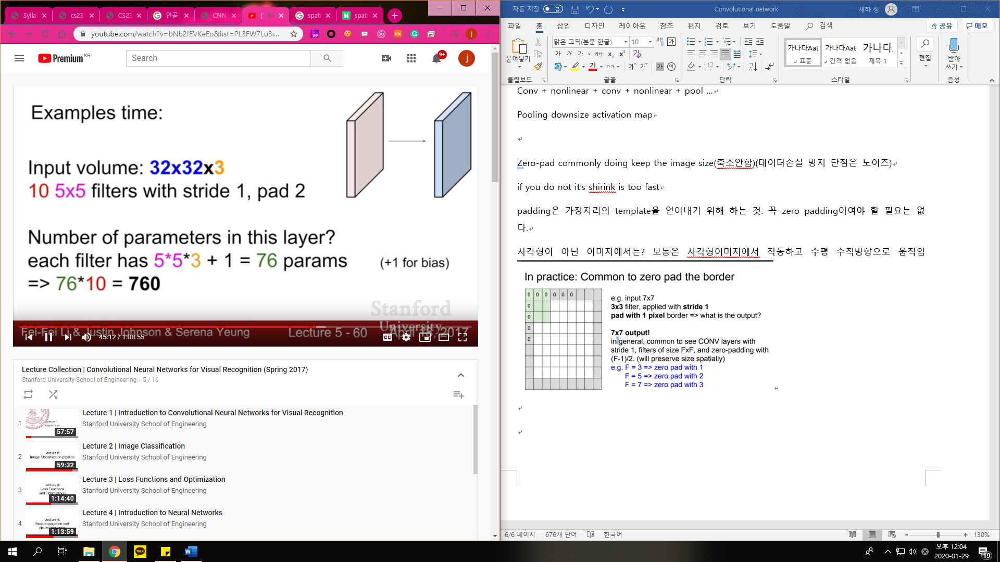 Syllal
cs23
CS23
인공
CNN
(
spati
spati
youtube.com/watch?v=bNb2fEVKeEo&list=PL3FW7Lu3i...
RP
EX
j
Premium KR
Search
9+
j
Examples time:
Input volume: 32x32x3
10 5x5 filters with stride 1, pad 2
Number of parameters in this layer?
each filter has 5*5*3 + 1 = 76 params (+1 for bias)
=> 76*10 = 760
Stanford
University
Fei-Fei Li & Justin Johnson & Serena Yeung Lecture 5 - 60 April 18, 2017
45:12 / 1:08:55
CC
Lecture Collection | Convolutional Neural Networks for Visual Recognition (Spring 2017)
Stanford University School of Engineering - 5 / 16
1
Lecture 1:
Introduction
57:57
Lecture 1 | Introduction to Convolutional Neural Networks for Visual Recognition
Stanford University School of Engineering
2
Lecture 2:
Image Classification pipeline
59:32
Lecture 2 | Image Classification
Stanford University School of Engineering
3
Lecture 3:
Loss Functions
and Optimization
1:14:40
Lecture 3 | Loss Functions and Optimization
Stanford University School of Engineering
4
Lecture 4:
Backpropagation and
Neural Networks
1:13:59
Lecture 4 | Introduction to Neural Networks
Stanford University School of Engineering
자동 저장 끔
Convolutional network
새하 정
파일 홈 삽입 디자인 레이아웃 참조 편지 검토 보기 도움말 검색
공유 메모
붙여넣기
클립보드
맑은 고딕(본문 한글) 10
글꼴
단락
가나다AaB
표준
가나다AaB
간격 없음
가나다
제목 1
스타일
편집
받아
쓰기
음성
Conv + nonlinear + conv + nonlinear + pool ...
Pooling downsize activation map
Zero-pad commonly doing keep the image size(축소안함)(데이터손실 방지 단점은 노이즈)
if you do not it's shirink is too fast
padding은 가장자리의 template을 얻어내기 위해 하는 것. 꼭 zero padding이여야 할 필요는 없
다.
사각형이 아닌 이미지에서는? 보통은 사각형이미지에서 작동하고 수평 수직방향으로 움직임
In practice: Common to zero pad the border
0 0 0 0 0 0
0
0
0
0
e.g. input 7x7
3x3 filter, applied with stride 1
pad with 1 pixel border => what is the output?
7x7 output!
in general, common to see CONV layers with
stride 1, filters of size FxF, and zero-padding with
(F-1)/2. (will preserve size spatially)
e.g. F = 3 => zero pad with 1
F = 5 => zero pad with 2
F = 7 => zero pad with 3
6/6 페이지 676개 단어 한국어
130%
TALK
오후 12:04
2020-01-29
19